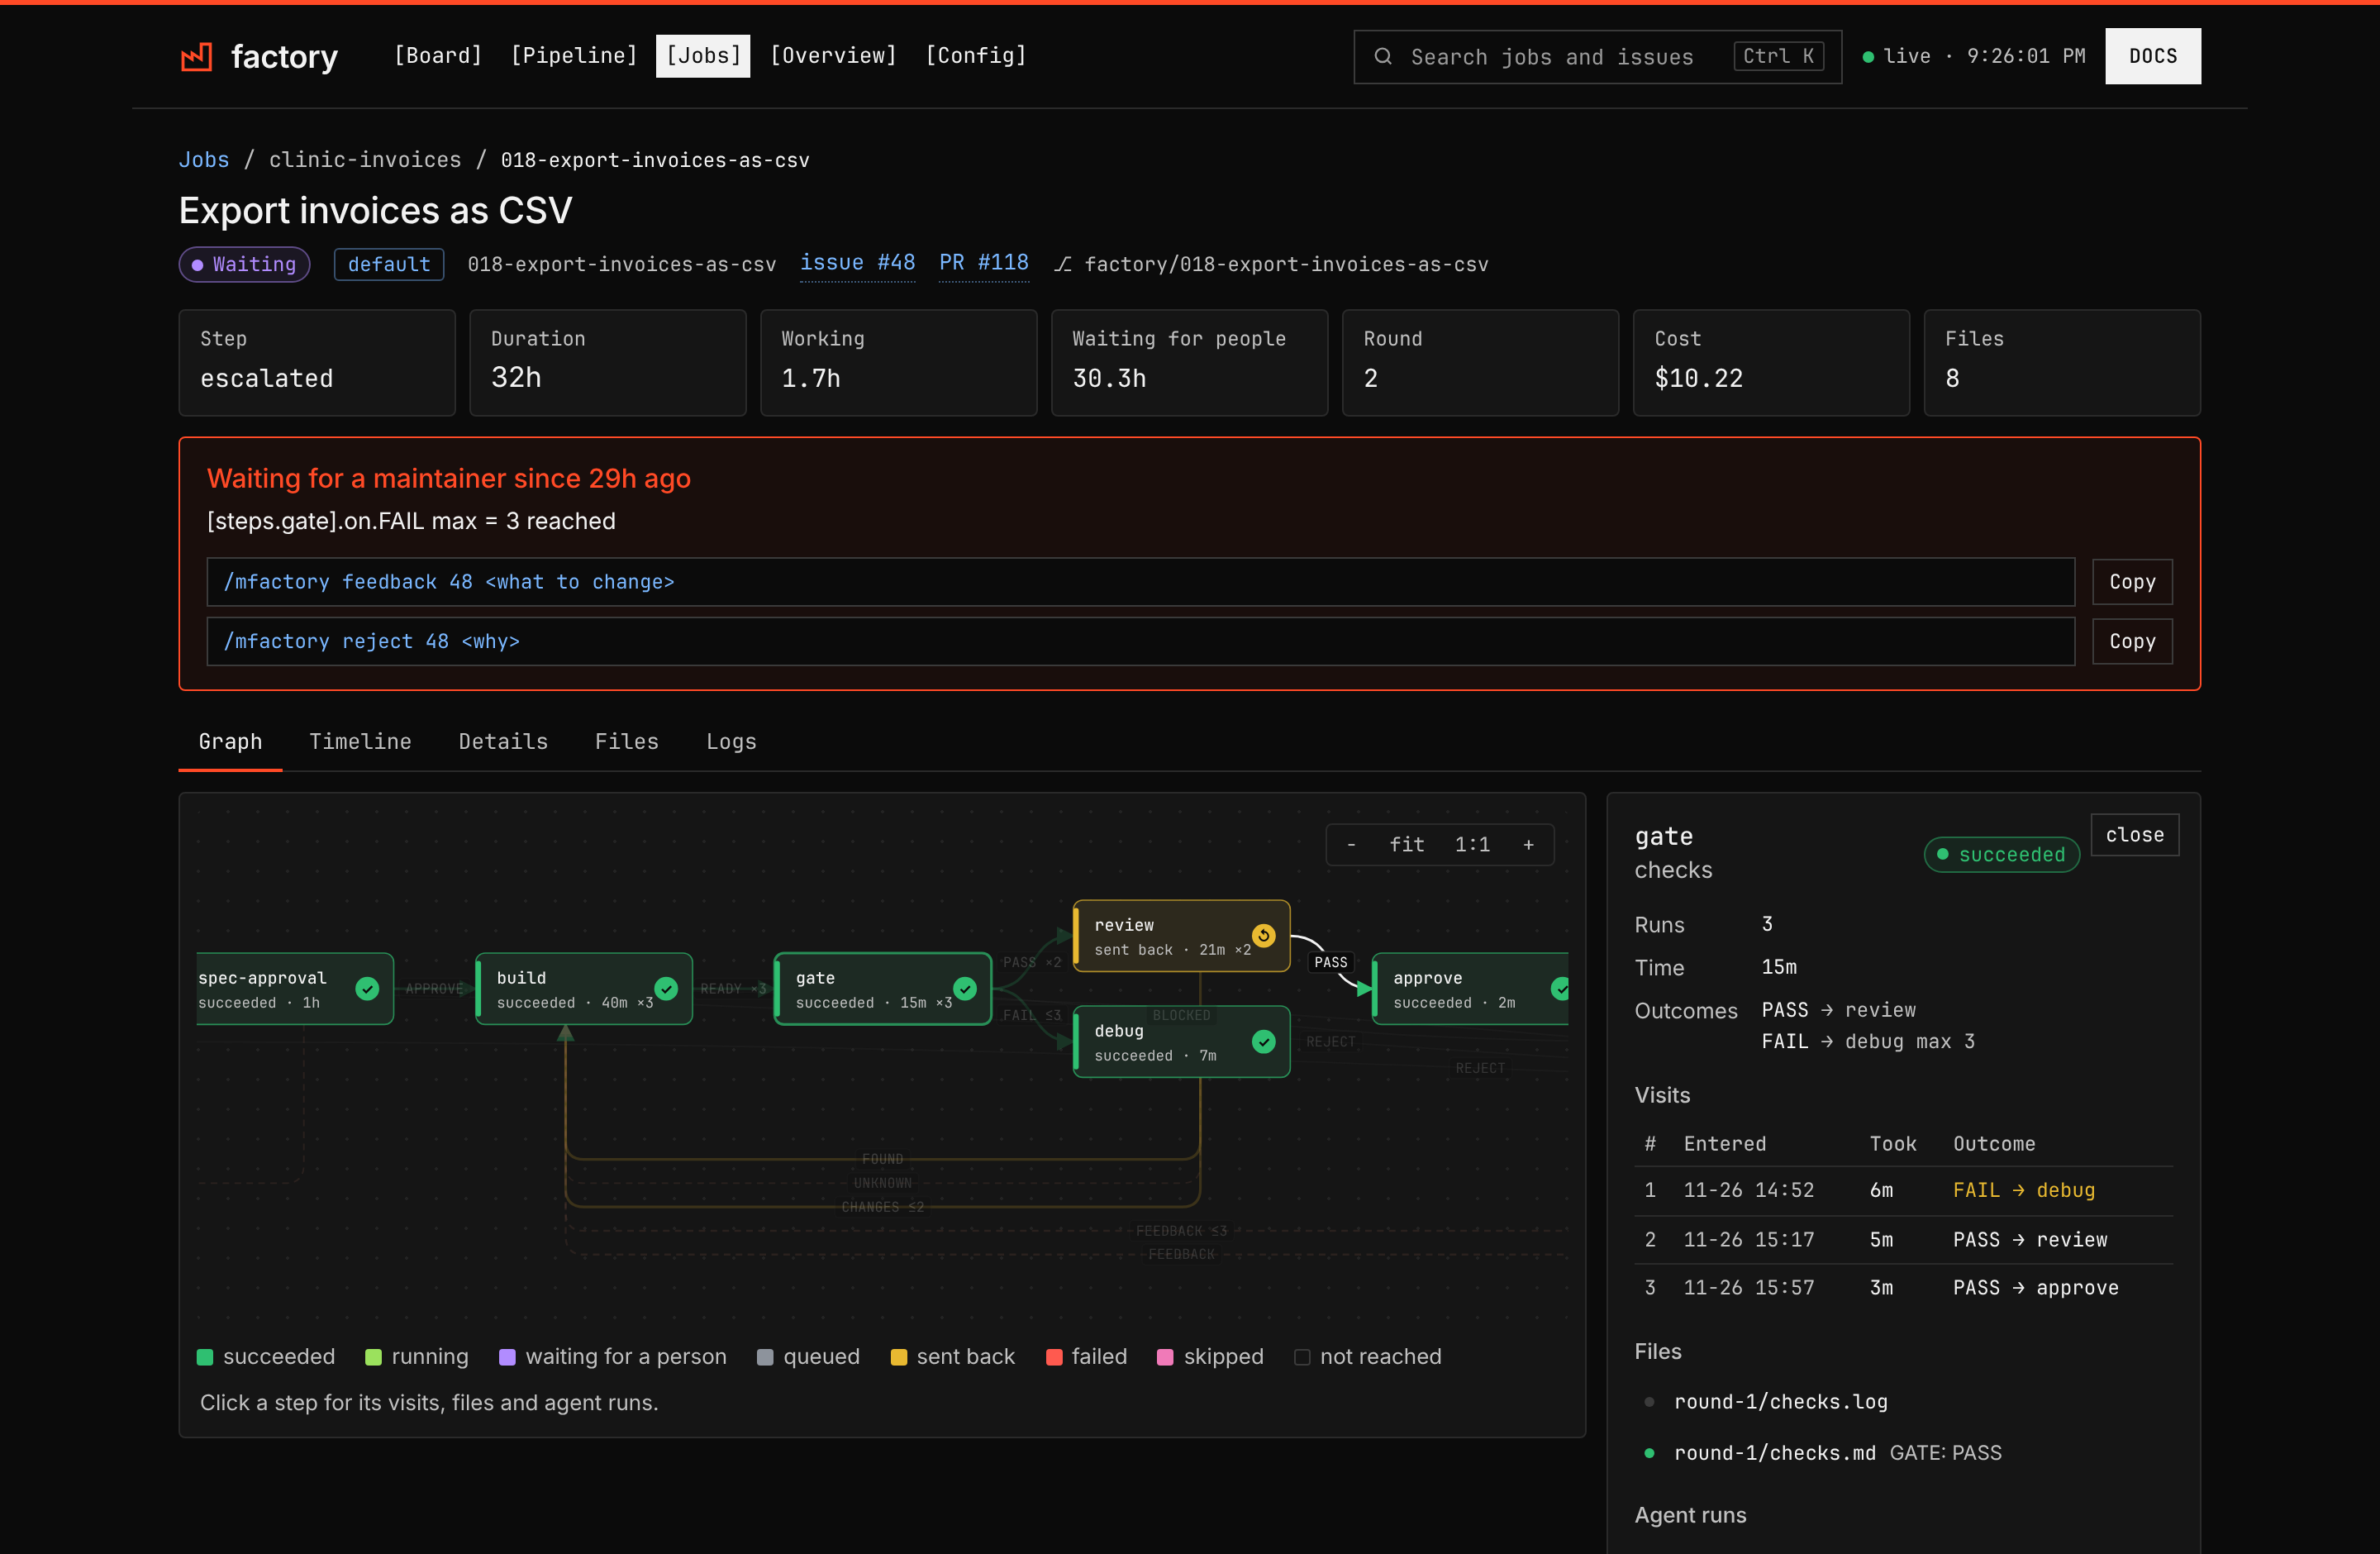 factory
[Board] [Pipeline] [Jobs] [Overview] [Config]
Search jobs and issues Ctrl K
live · 9:26:01 PM
DOCS
Jobs / clinic-invoices / 018-export-invoices-as-csv
Export invoices as CSV
Waiting default 018-export-invoices-as-csv issue #48 PR #118 factory/018-export-invoices-as-csv
Step
escalated
Duration
32h
Working
1.7h
Waiting for people
30.3h
Round
2
Cost
$10.22
Files
8
Waiting for a maintainer since 29h ago
[steps.gate].on.FAIL max = 3 reached
/mfactory feedback 48 <what to change>
Copy
/mfactory reject 48 <why>
Copy
Graph Timeline Details Files Logs
- fit 1:1 +
spec-approval
succeeded · 1h
APPROVE
build
succeeded · 40m ×3
READY ×3
gate
succeeded · 15m ×3
PASS ×2
FAIL ≤3
review
sent back · 21m ×2
BLOCKED
debug
succeeded · 7m
PASS
REJECT
REJECT
approve
succeeded · 2m
FOUND
UNKNOWN
CHANGES ≤2
FEEDBACK ≤3
FEEDBACK
succeeded running waiting for a person queued sent back failed skipped not reached
Click a step for its visits, files and agent runs.
gate
checks
succeeded
close
Runs 3
Time 15m
Outcomes PASS → review
FAIL → debug max 3
Visits
# Entered Took Outcome
1 11-26 14:52 6m FAIL → debug
2 11-26 15:17 5m PASS → review
3 11-26 15:57 3m PASS → approve
Files
round-1/checks.log
round-1/checks.md GATE: PASS
Agent runs